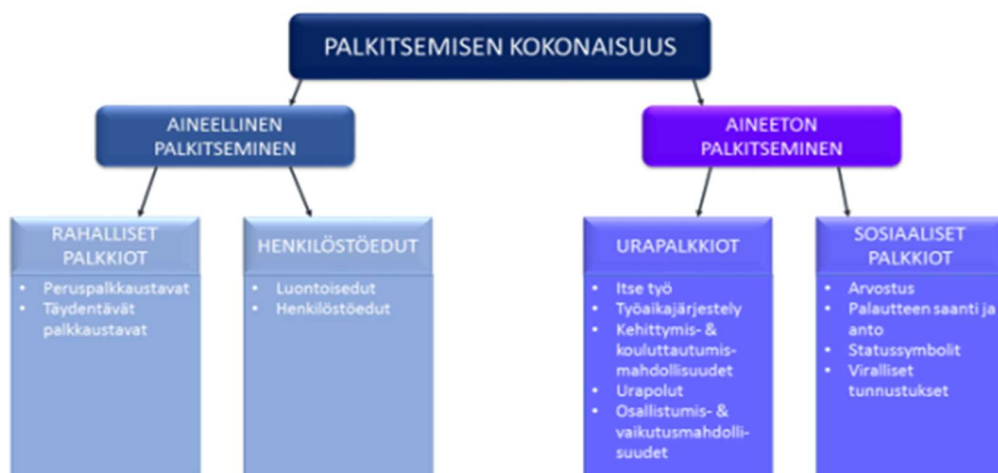 PALKITSEMISEN KOKONAISUUS
AINEELLINEN
PALKITSEMINEN
AINEETON
PALKITSEMINEN
RAHALLISET
PALKKIOT
• Peruspalkkaustavat
• Täydentävät
palkkaustavat
HENKILÖSTÖEDUT
• Luontoisedut
• Henkilöstöedut
URAPALKKIOT
• Itse työ
• Työaikajärjestely
• Kehittymis- &
kouluttautumis-
mahdollisuudet
• Urapolut
• Osallistumis- &
vaikutusmahdolli-
suudet
SOSIAALISET
PALKKIOT
• Arvostus
• Palautteen saanti ja
anto
• Statussymbolit
• Viralliset
tunnustukset